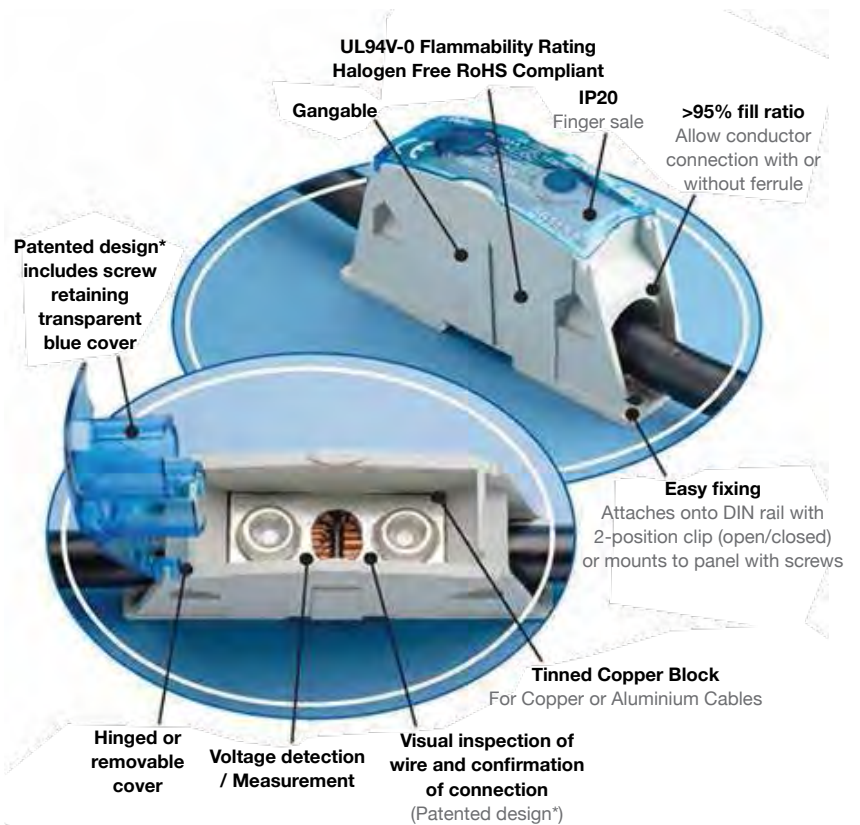 UL94V-0 Flammability Rating
Halogen Free RoHS Compliant
Gangable
IP20
Finger sale
>95% fill ratio
Allow conductor
connection with or
without ferrule
Patented design*
includes screw
retaining
transparent
blue cover
Easy fixing
Attaches onto DIN rail with
2-position clip (open/closed)
or mounts to panel with screws
Tinned Copper Block
For Copper or Aluminium Cables
Hinged or
removable
cover
Voltage detection
/ Measurement
Visual inspection of
wire and confirmation
of connection
(Patented design*)